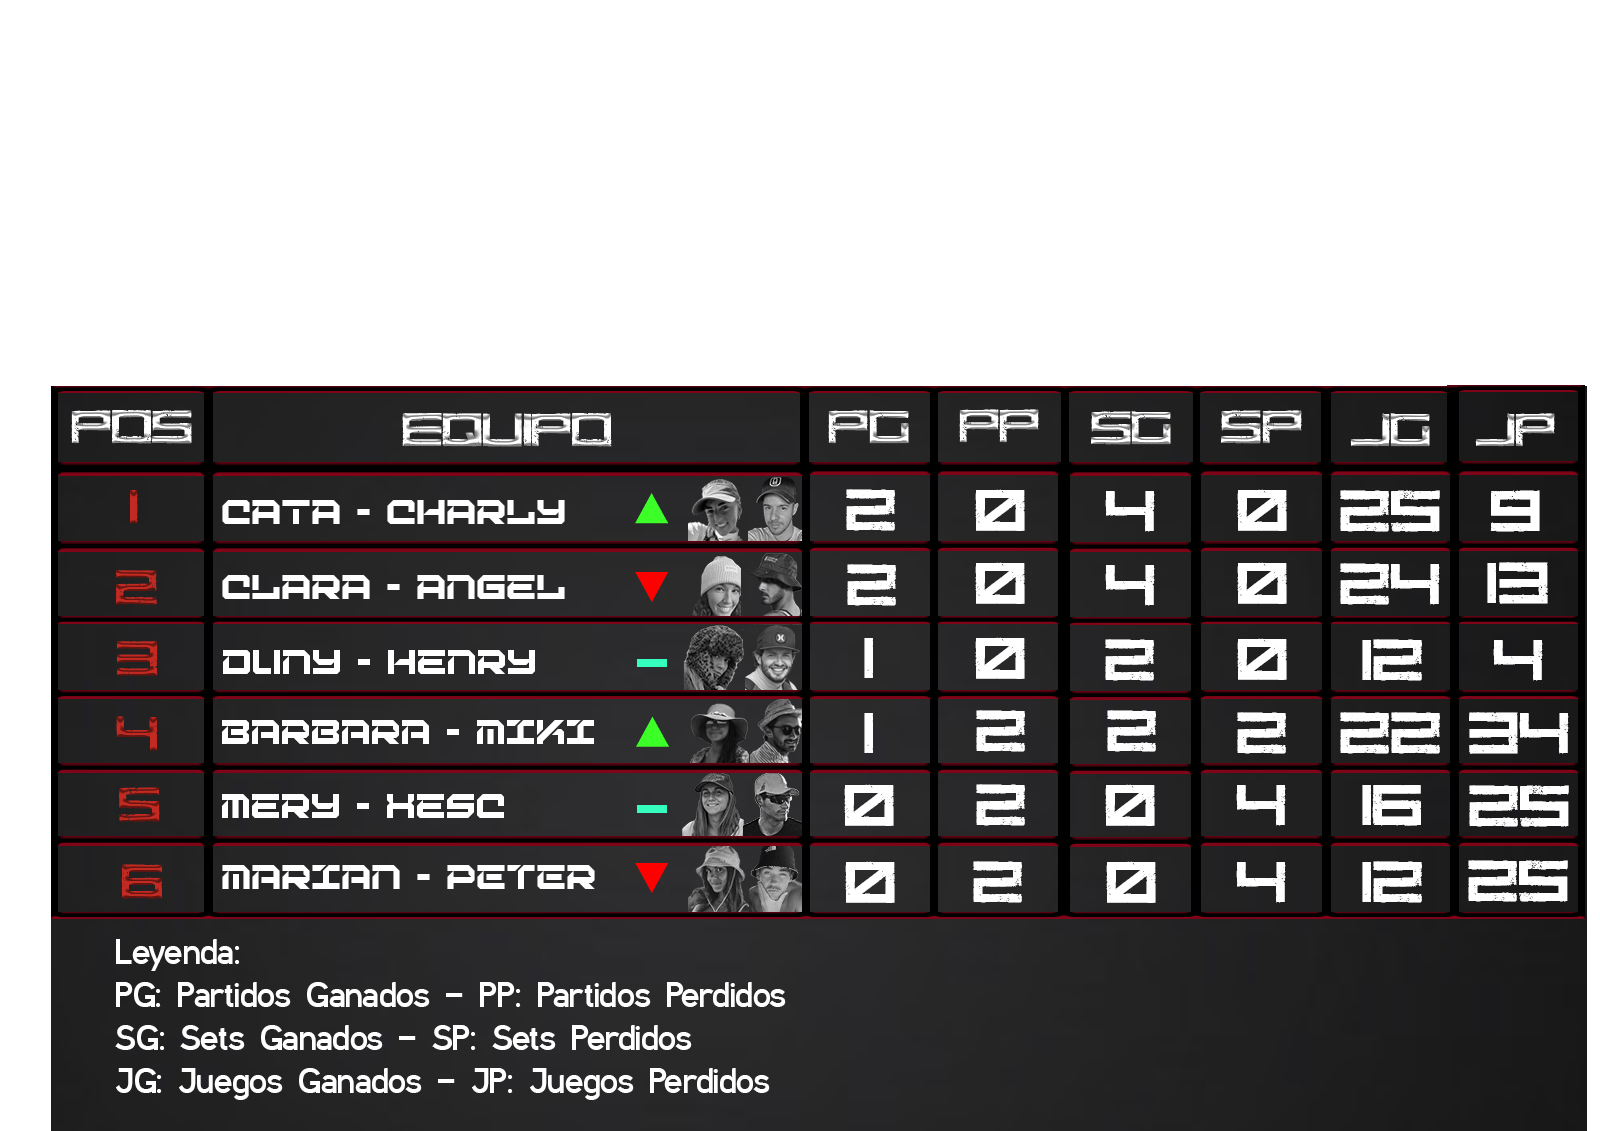 POS EQUIPO PG PP SG SP JG JP
1 CATA - CHARLY 2 0 4 0 25 9
2 CLARA - ANGEL 2 0 4 0 24 13
3 DLINY - HENRY 1 0 2 0 12 4
4 BARBARA - MIKI 1 2 2 2 22 34
5 MERY - XESC 0 2 0 4 16 25
6 MARIAN - PETER 0 2 0 4 12 25
Leyenda:
PG: Partidos Ganados - PP: Partidos Perdidos
SG: Sets Ganados - SP: Sets Perdidos
JG: Juegos Ganados - JP: Juegos Perdidos